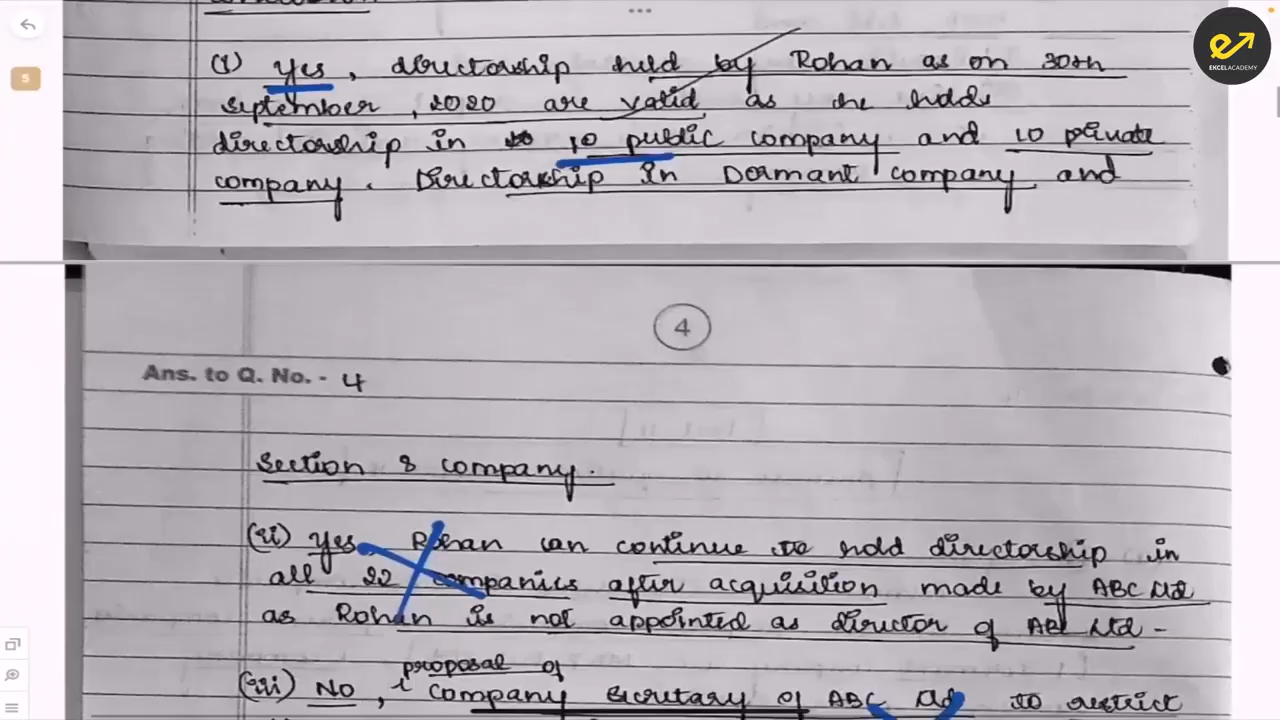 5
EXCELACADEMY
(i) Yes, directorship held by Rohan as on 30th
September, 2020 are valid as he holds
directorship in 10 public company and 10 private
company. Directorship in Dormant company and
4
Ans. to Q. No. - 4
Section 8 company.
(ii) Yes, Rohan can continue to hold directorship in
all 22 companies after acquisition made by ABC Ltd
as Rohan is not appointed as director of ABC Ltd -
proposal of
(iii) No, company secretary of ABC Ltd to restrict